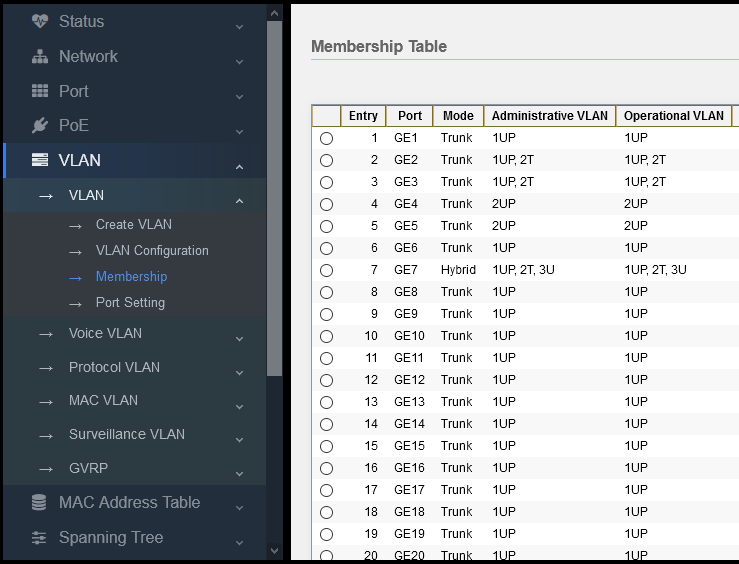 Status
Network
Port
PoE
VLAN
VLAN
Create VLAN
VLAN Configuration
Membership
Port Setting
Voice VLAN
Protocol VLAN
MAC VLAN
Surveillance VLAN
GVRP
MAC Address Table
Spanning Tree
Membership Table
Entry Port Mode Administrative VLAN Operational VLAN
1 GE1 Trunk 1UP 1UP
2 GE2 Trunk 1UP, 2T 1UP, 2T
3 GE3 Trunk 1UP, 2T 1UP, 2T
4 GE4 Trunk 2UP 2UP
5 GE5 Trunk 2UP 2UP
6 GE6 Trunk 1UP 1UP
7 GE7 Hybrid 1UP, 2T, 3U 1UP, 2T, 3U
8 GE8 Trunk 1UP 1UP
9 GE9 Trunk 1UP 1UP
10 GE10 Trunk 1UP 1UP
11 GE11 Trunk 1UP 1UP
12 GE12 Trunk 1UP 1UP
13 GE13 Trunk 1UP 1UP
14 GE14 Trunk 1UP 1UP
15 GE15 Trunk 1UP 1UP
16 GE16 Trunk 1UP 1UP
17 GE17 Trunk 1UP 1UP
18 GE18 Trunk 1UP 1UP
19 GE19 Trunk 1UP 1UP
20 GE20 Trunk 1UP 1UP